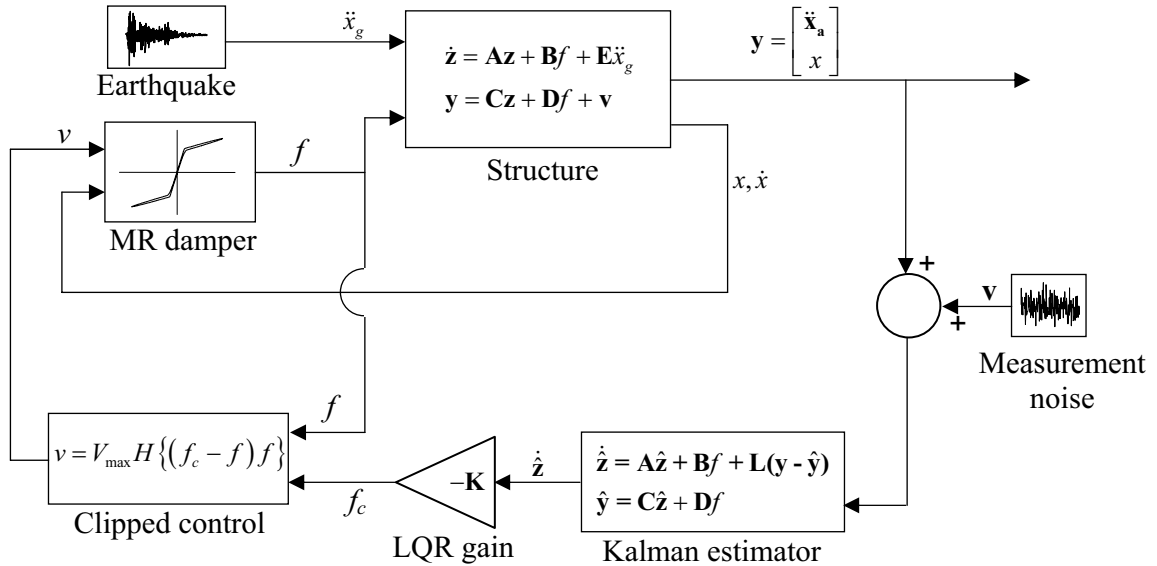 ẍ_g
Earthquake
ż = Az + Bf + Eẍ_g
y = Cz + Df + v
Structure
y = [ẍ_a
x]
v
f
MR damper
x, ẋ
+
+
v
Measurement
noise
f
v = V_max H{(f_c − f) f}
Clipped control
f_c
−K
LQR gain
ẑ̇
ẑ̇ = Aẑ + Bf + L(y - ŷ)
ŷ = Cẑ + Df
Kalman estimator